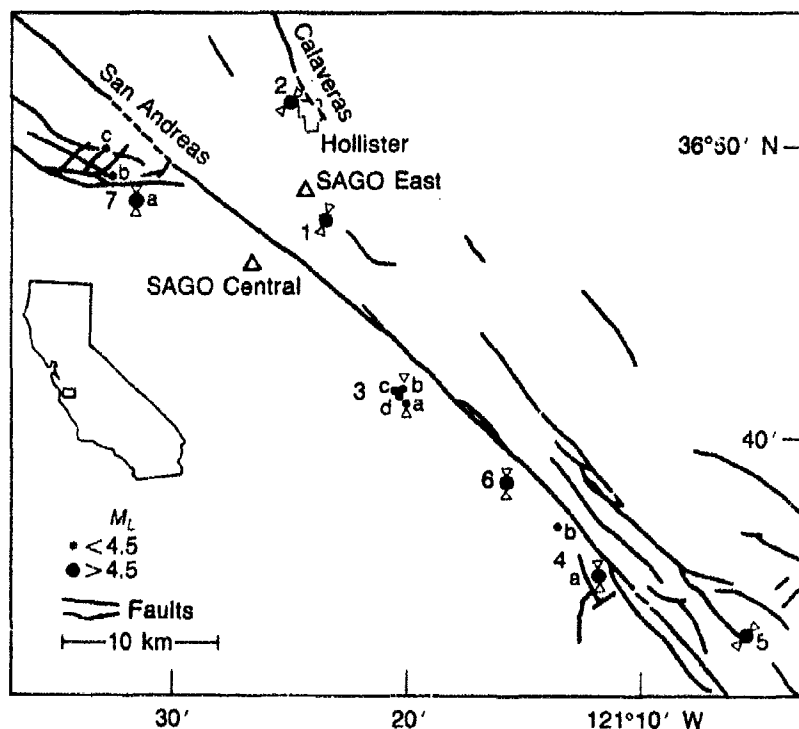 San Andreas
Calaveras
2
Hollister
36°50' N
c
b
7
a
SAGO East
1
SAGO Central
c
b
3
d
a
40'
6
b
4
a
5
M_L
< 4.5
> 4.5
Faults
10 km
30'
20'
121°10' W